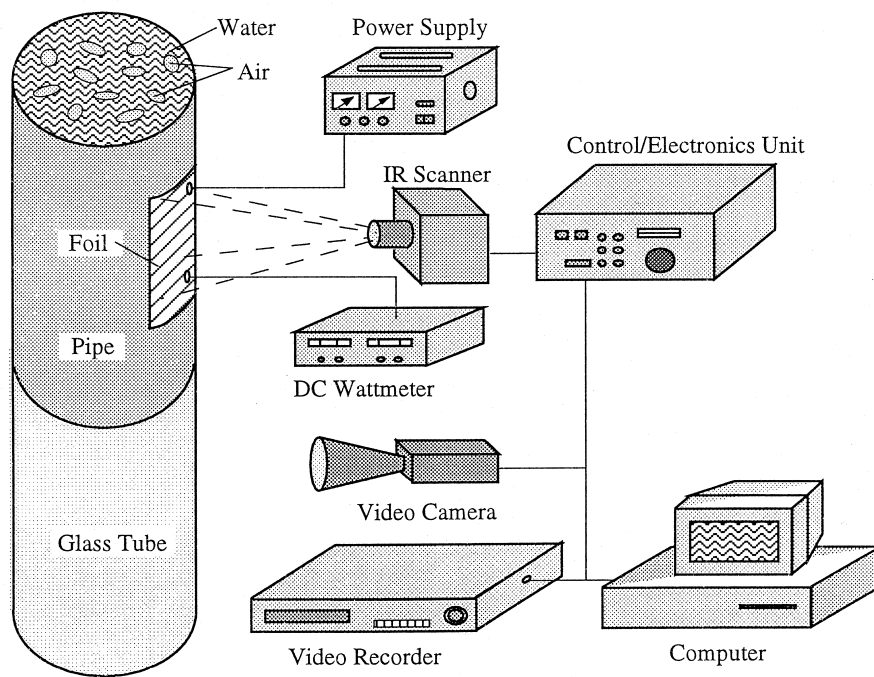 Water
Power Supply
Air
Control/Electronics Unit
IR Scanner
Foil
Pipe
DC Wattmeter
Video Camera
Glass Tube
Video Recorder
Computer